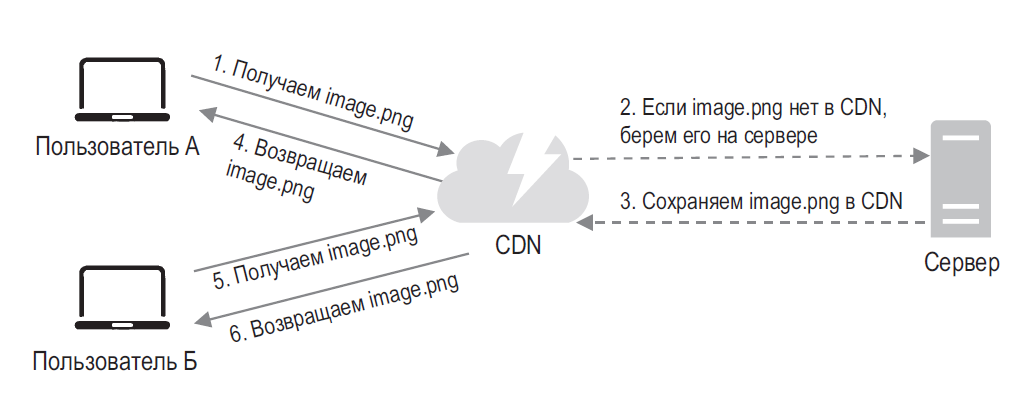 1. Получаем image.png
Пользователь А
4. Возвращаем
image.png
2. Если image.png нет в CDN,
берем его на сервере
3. Сохраняем image.png в CDN
CDN
Сервер
5. Получаем image.png
6. Возвращаем image.png
Пользователь Б